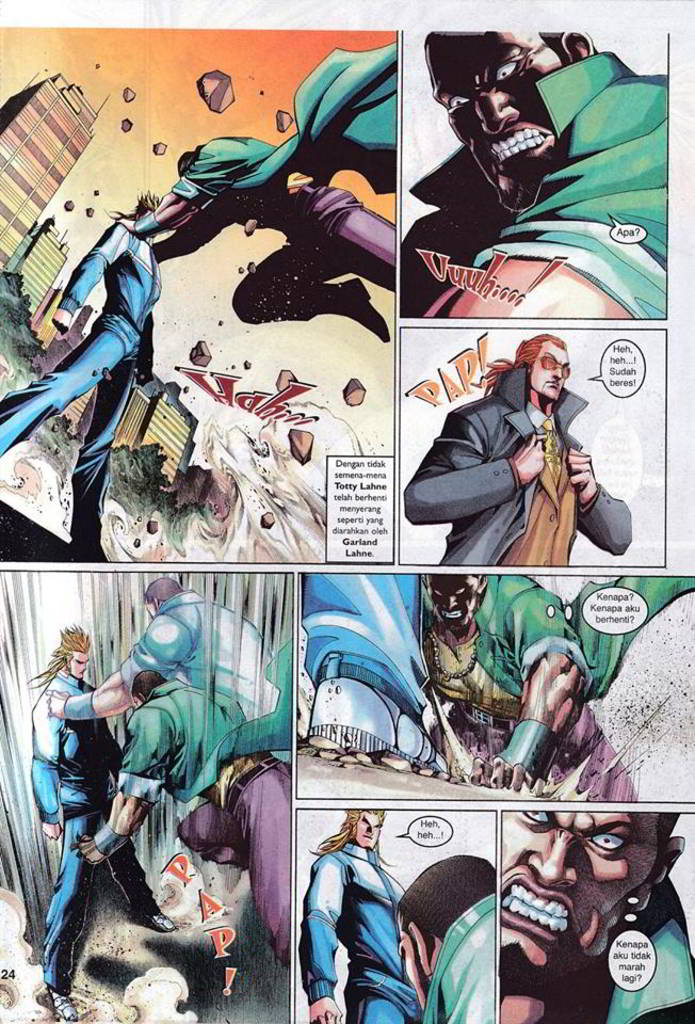 Uahh....
Dengan tidak
semena-mena
Totty Lahne
telah berhenti
menyerang
seperti yang
diarahkan oleh
Garland
Lahne.
Apa?
Vuuh....!
PAP!
Heh,
heh...!
Sudah
beres!
PAP!
Kenapa?
Kenapa aku
berhenti?
Heh,
heh...!
Kenapa
aku tidak
marah
lagi?
24